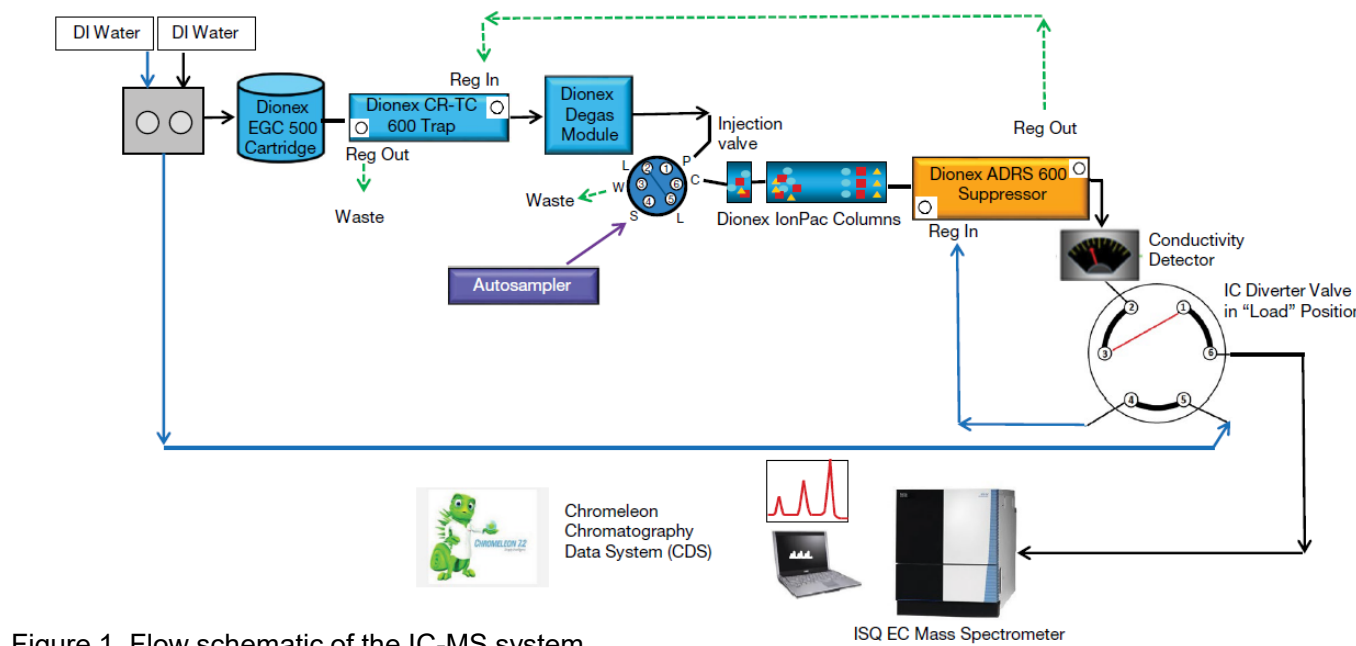 DI Water
DI Water
Reg In
Dionex
EGC 500
Cartridge
Dionex CR-TC
600 Trap
Dionex
Degas
Module
Reg Out
Waste
Injection
valve
L
P
W
C
S
L
2
1
3
6
4
5
Waste
Autosampler
Dionex IonPac Columns
Reg Out
Dionex ADRS 600
Suppressor
Reg In
Conductivity
Detector
IC Diverter Valve
in "Load" Position
2
1
3
6
4
5
CHROMELEON 7.2
Chromeleon
Chromatography
Data System (CDS)
ISQ EC Mass Spectrometer
Figure 1. Flow schematic of the IC-MS system